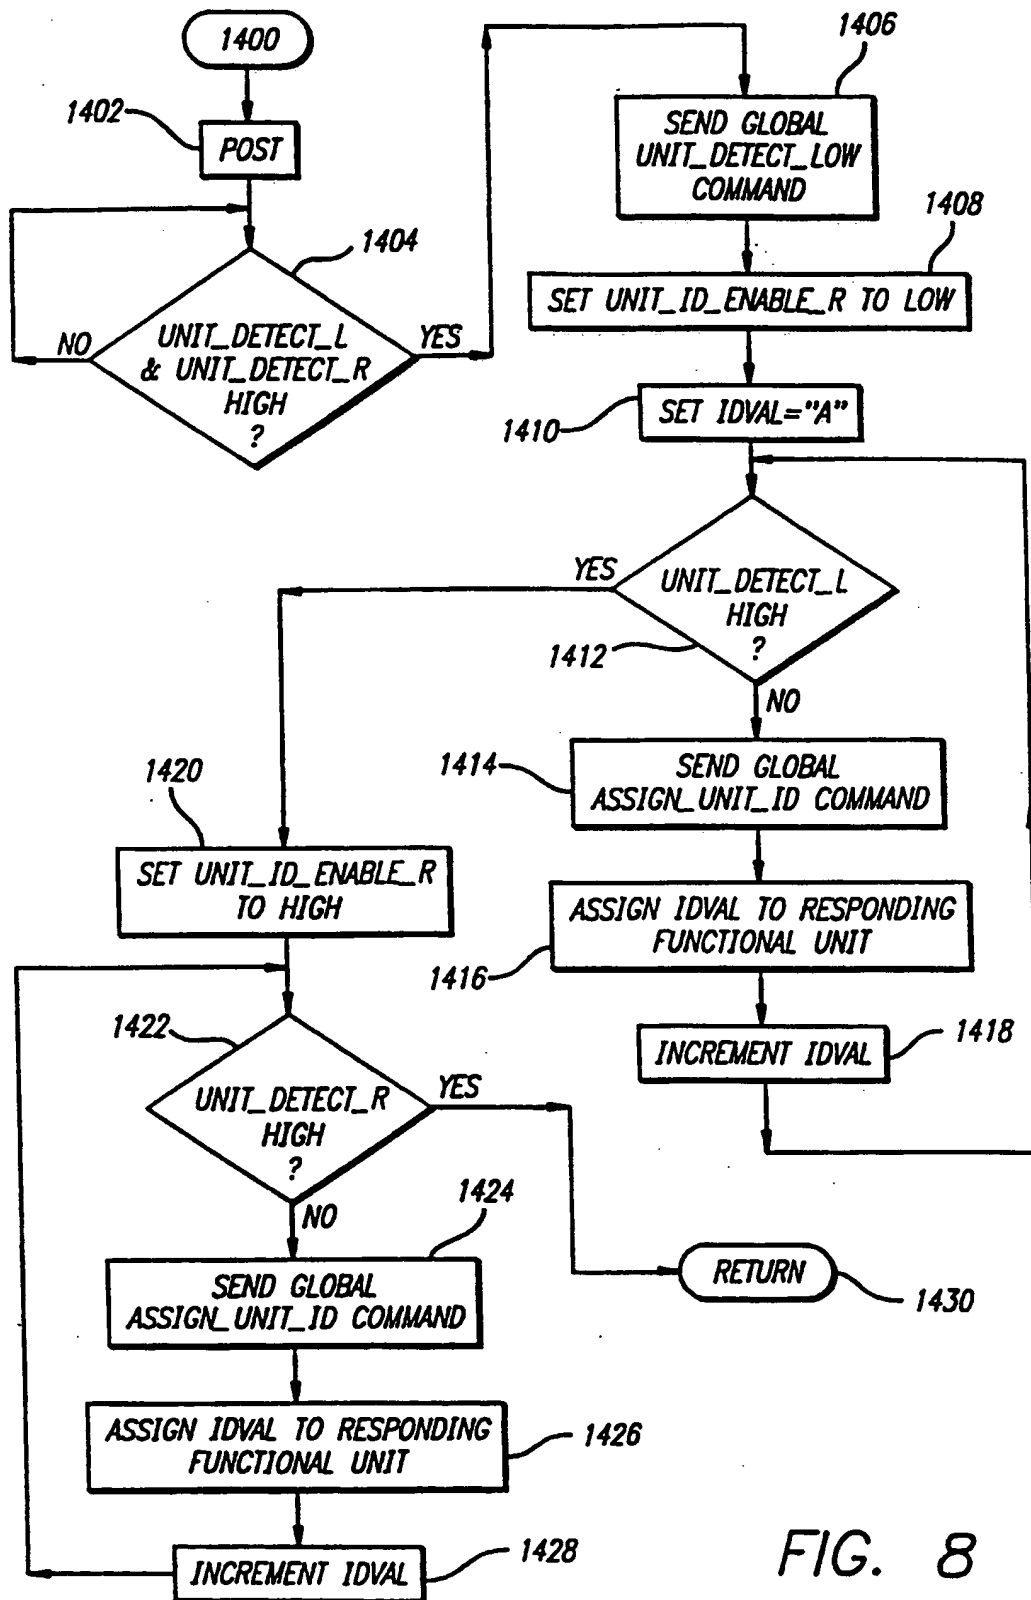 1400
1402
POST
1404
UNIT_DETECT_L
& UNIT_DETECT_R
HIGH
?
NO
YES
1406
SEND GLOBAL
UNIT_DETECT_LOW
COMMAND
1408
SET UNIT_ID_ENABLE_R TO LOW
1410
SET IDVAL="A"
UNIT_DETECT_L
HIGH
?
YES
1412
NO
1414
SEND GLOBAL
ASSIGN_UNIT_ID COMMAND
ASSIGN IDVAL TO RESPONDING
FUNCTIONAL UNIT
1416
INCREMENT IDVAL
1418
1420
SET UNIT_ID_ENABLE_R
TO HIGH
1422
UNIT_DETECT_R
HIGH
?
YES
NO
1424
SEND GLOBAL
ASSIGN_UNIT_ID COMMAND
RETURN
1430
ASSIGN IDVAL TO RESPONDING
FUNCTIONAL UNIT
1426
INCREMENT IDVAL
1428
FIG. 8